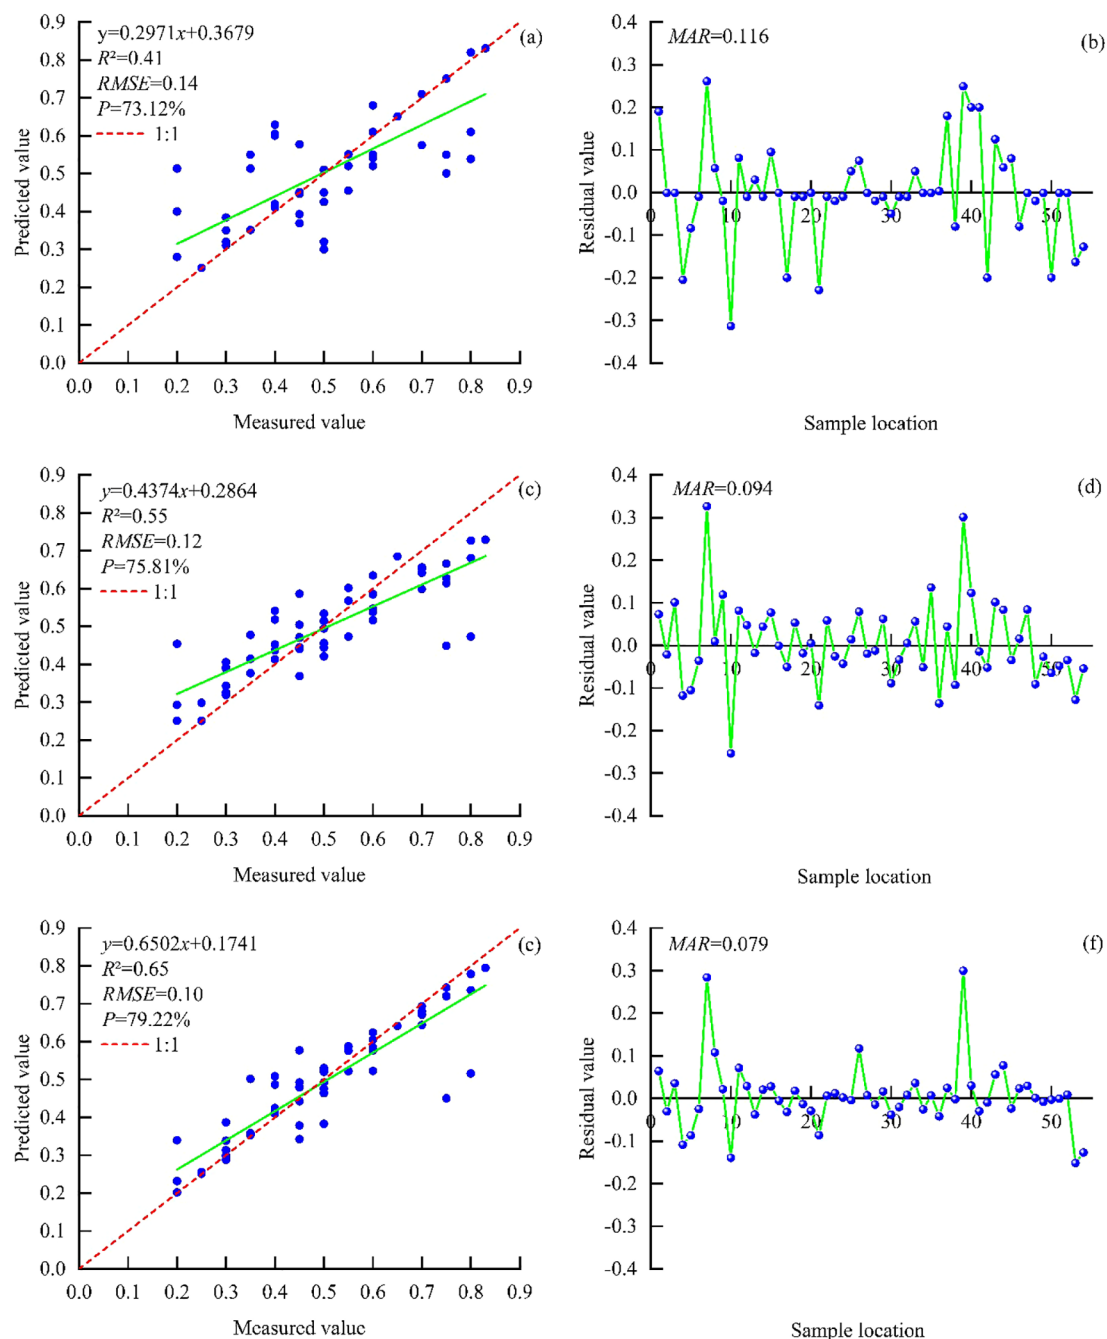 0.9
0.8
0.7
0.6
0.5
0.4
0.3
0.2
0.1
0.0
Predicted value
y=0.2971x+0.3679
R²=0.41
RMSE=0.14
P=73.12%
1:1
(a)
0.0 0.1 0.2 0.3 0.4 0.5 0.6 0.7 0.8 0.9
Measured value
0.4
0.3
0.2
0.1
0.0
-0.1
-0.2
-0.3
-0.4
Residual value
MAR=0.116
(b)
0 10 20 30 40 50
Sample location
0.9
0.8
0.7
0.6
0.5
0.4
0.3
0.2
0.1
0.0
Predicted value
y=0.4374x+0.2864
R²=0.55
RMSE=0.12
P=75.81%
1:1
(c)
0.0 0.1 0.2 0.3 0.4 0.5 0.6 0.7 0.8 0.9
Measured value
0.4
0.3
0.2
0.1
0.0
-0.1
-0.2
-0.3
-0.4
Residual value
MAR=0.094
(d)
0 10 20 30 40 50
Sample location
0.9
0.8
0.7
0.6
0.5
0.4
0.3
0.2
0.1
0.0
Predicted value
y=0.6502x+0.1741
R²=0.65
RMSE=0.10
P=79.22%
1:1
(e)
0.0 0.1 0.2 0.3 0.4 0.5 0.6 0.7 0.8 0.9
Measured value
0.4
0.3
0.2
0.1
0.0
-0.1
-0.2
-0.3
-0.4
Residual value
MAR=0.079
(f)
0 10 20 30 40 50
Sample location